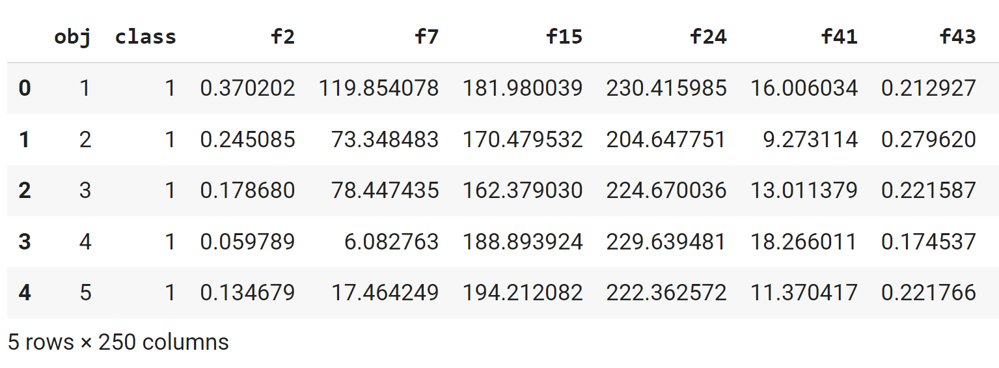 obj class f2 f7 f15 f24 f41 f43
0 1 1 0.370202 119.854078 181.980039 230.415985 16.006034 0.212927
1 2 1 0.245085 73.348483 170.479532 204.647751 9.273114 0.279620
2 3 1 0.178680 78.447435 162.379030 224.670036 13.011379 0.221587
3 4 1 0.059789 6.082763 188.893924 229.639481 18.266011 0.174537
4 5 1 0.134679 17.464249 194.212082 222.362572 11.370417 0.221766
5 rows × 250 columns